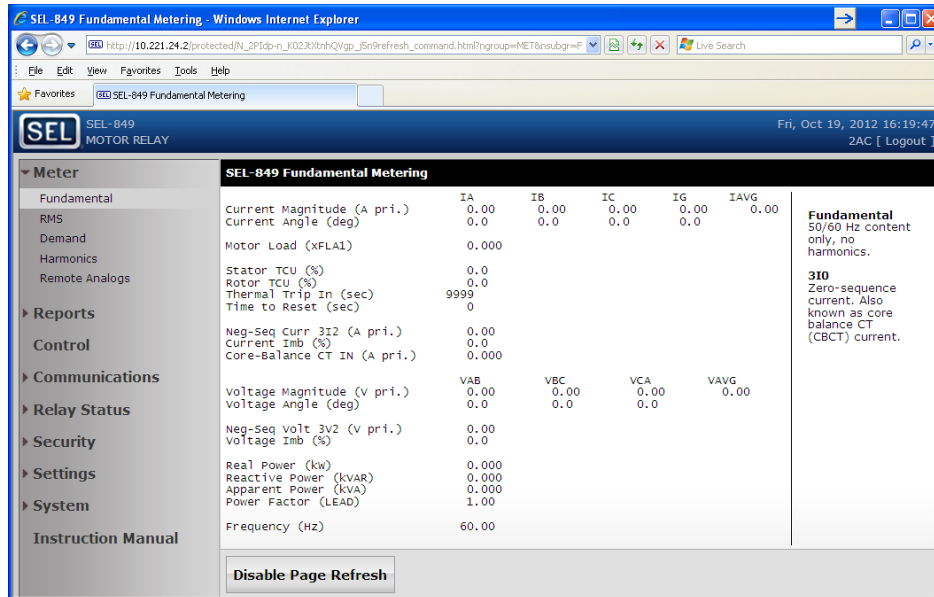 SEL-849 Fundamental Metering - Windows Internet Explorer
http://10.221.24.2/protected/N_2PIdp-n_K02JtXtnhQVgp_j5n9refresh_command.html?ngroup=MET&nsubgr=F
Live Search
File Edit View Favorites Tools Help
Favorites SEL SEL-849 Fundamental Metering
SEL SEL-849
MOTOR RELAY
Fri, Oct 19, 2012 16:19:47
2AC [ Logout ]
Meter
Fundamental
RMS
Demand
Harmonics
Remote Analogs
Reports
Control
Communications
Relay Status
Security
Settings
System
Instruction Manual
SEL-849 Fundamental Metering
IA IB IC IG IAVG
Current Magnitude (A pri.) 0.00 0.00 0.00 0.00 0.00
Current Angle (deg) 0.0 0.0 0.0 0.0
Motor Load (xFLA1) 0.000
Stator TCU (%) 0.0
Rotor TCU (%) 0.0
Thermal Trip In (sec) 9999
Time to Reset (sec) 0
Neg-Seq Curr 3I2 (A pri.) 0.00
Current Imb (%) 0.0
Core-Balance CT IN (A pri.) 0.000
VAB VBC VCA VAVG
Voltage Magnitude (V pri.) 0.00 0.00 0.00 0.00
Voltage Angle (deg) 0.0 0.0 0.0
Neg-Seq Volt 3V2 (V pri.) 0.00
Voltage Imb (%) 0.0
Real Power (kW) 0.000
Reactive Power (kVAR) 0.000
Apparent Power (kVA) 0.000
Power Factor (LEAD) 1.00
Frequency (Hz) 60.00
Fundamental
50/60 Hz content
only, no
harmonics.
3I0
Zero-sequence
current. Also
known as core
balance CT
(CBCT) current.
Disable Page Refresh